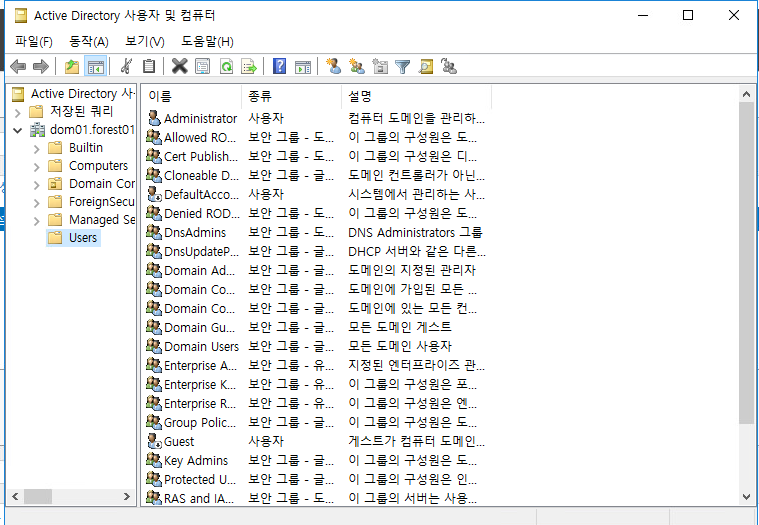 Active Directory 사용자 및 컴퓨터
파일(F) 동작(A) 보기(V) 도움말(H)
Active Directory 사
저장된 쿼리
dom01.forest01
Builtin
Computers
Domain Con
ForeignSecu
Managed Se
Users
이름 종류 설명
Administrator 사용자 컴퓨터 도메인을 관리하...
Allowed RO... 보안 그룹 - 도... 이 그룹의 구성원은 도...
Cert Publish... 보안 그룹 - 도... 이 그룹의 구성원은 디...
Cloneable D... 보안 그룹 - 글... 도메인 컨트롤러가 아닌...
DefaultAcco... 사용자 시스템에서 관리하는 사...
Denied ROD... 보안 그룹 - 도... 이 그룹의 구성원은 도...
DnsAdmins 보안 그룹 - 도... DNS Administrators 그룹
DnsUpdateP... 보안 그룹 - 글... DHCP 서버와 같은 다른...
Domain Ad... 보안 그룹 - 글... 도메인의 지정된 관리자
Domain Co... 보안 그룹 - 글... 도메인에 가입된 모든 ...
Domain Co... 보안 그룹 - 글... 도메인에 있는 모든 컨...
Domain Gu... 보안 그룹 - 글... 모든 도메인 게스트
Domain Users 보안 그룹 - 글... 모든 도메인 사용자
Enterprise A... 보안 그룹 - 유... 지정된 엔터프라이즈 관...
Enterprise K... 보안 그룹 - 유... 이 그룹의 구성원은 포...
Enterprise R... 보안 그룹 - 유... 이 그룹의 구성원은 엔...
Group Polic... 보안 그룹 - 글... 이 그룹의 구성원은 도...
Guest 사용자 게스트가 컴퓨터 도메인...
Key Admins 보안 그룹 - 글... 이 그룹의 구성원은 도...
Protected U... 보안 그룹 - 글... 이 그룹의 구성원은 인...
RAS and IA... 보안 그룹 - 도... 이 그룹의 서버는 사용...